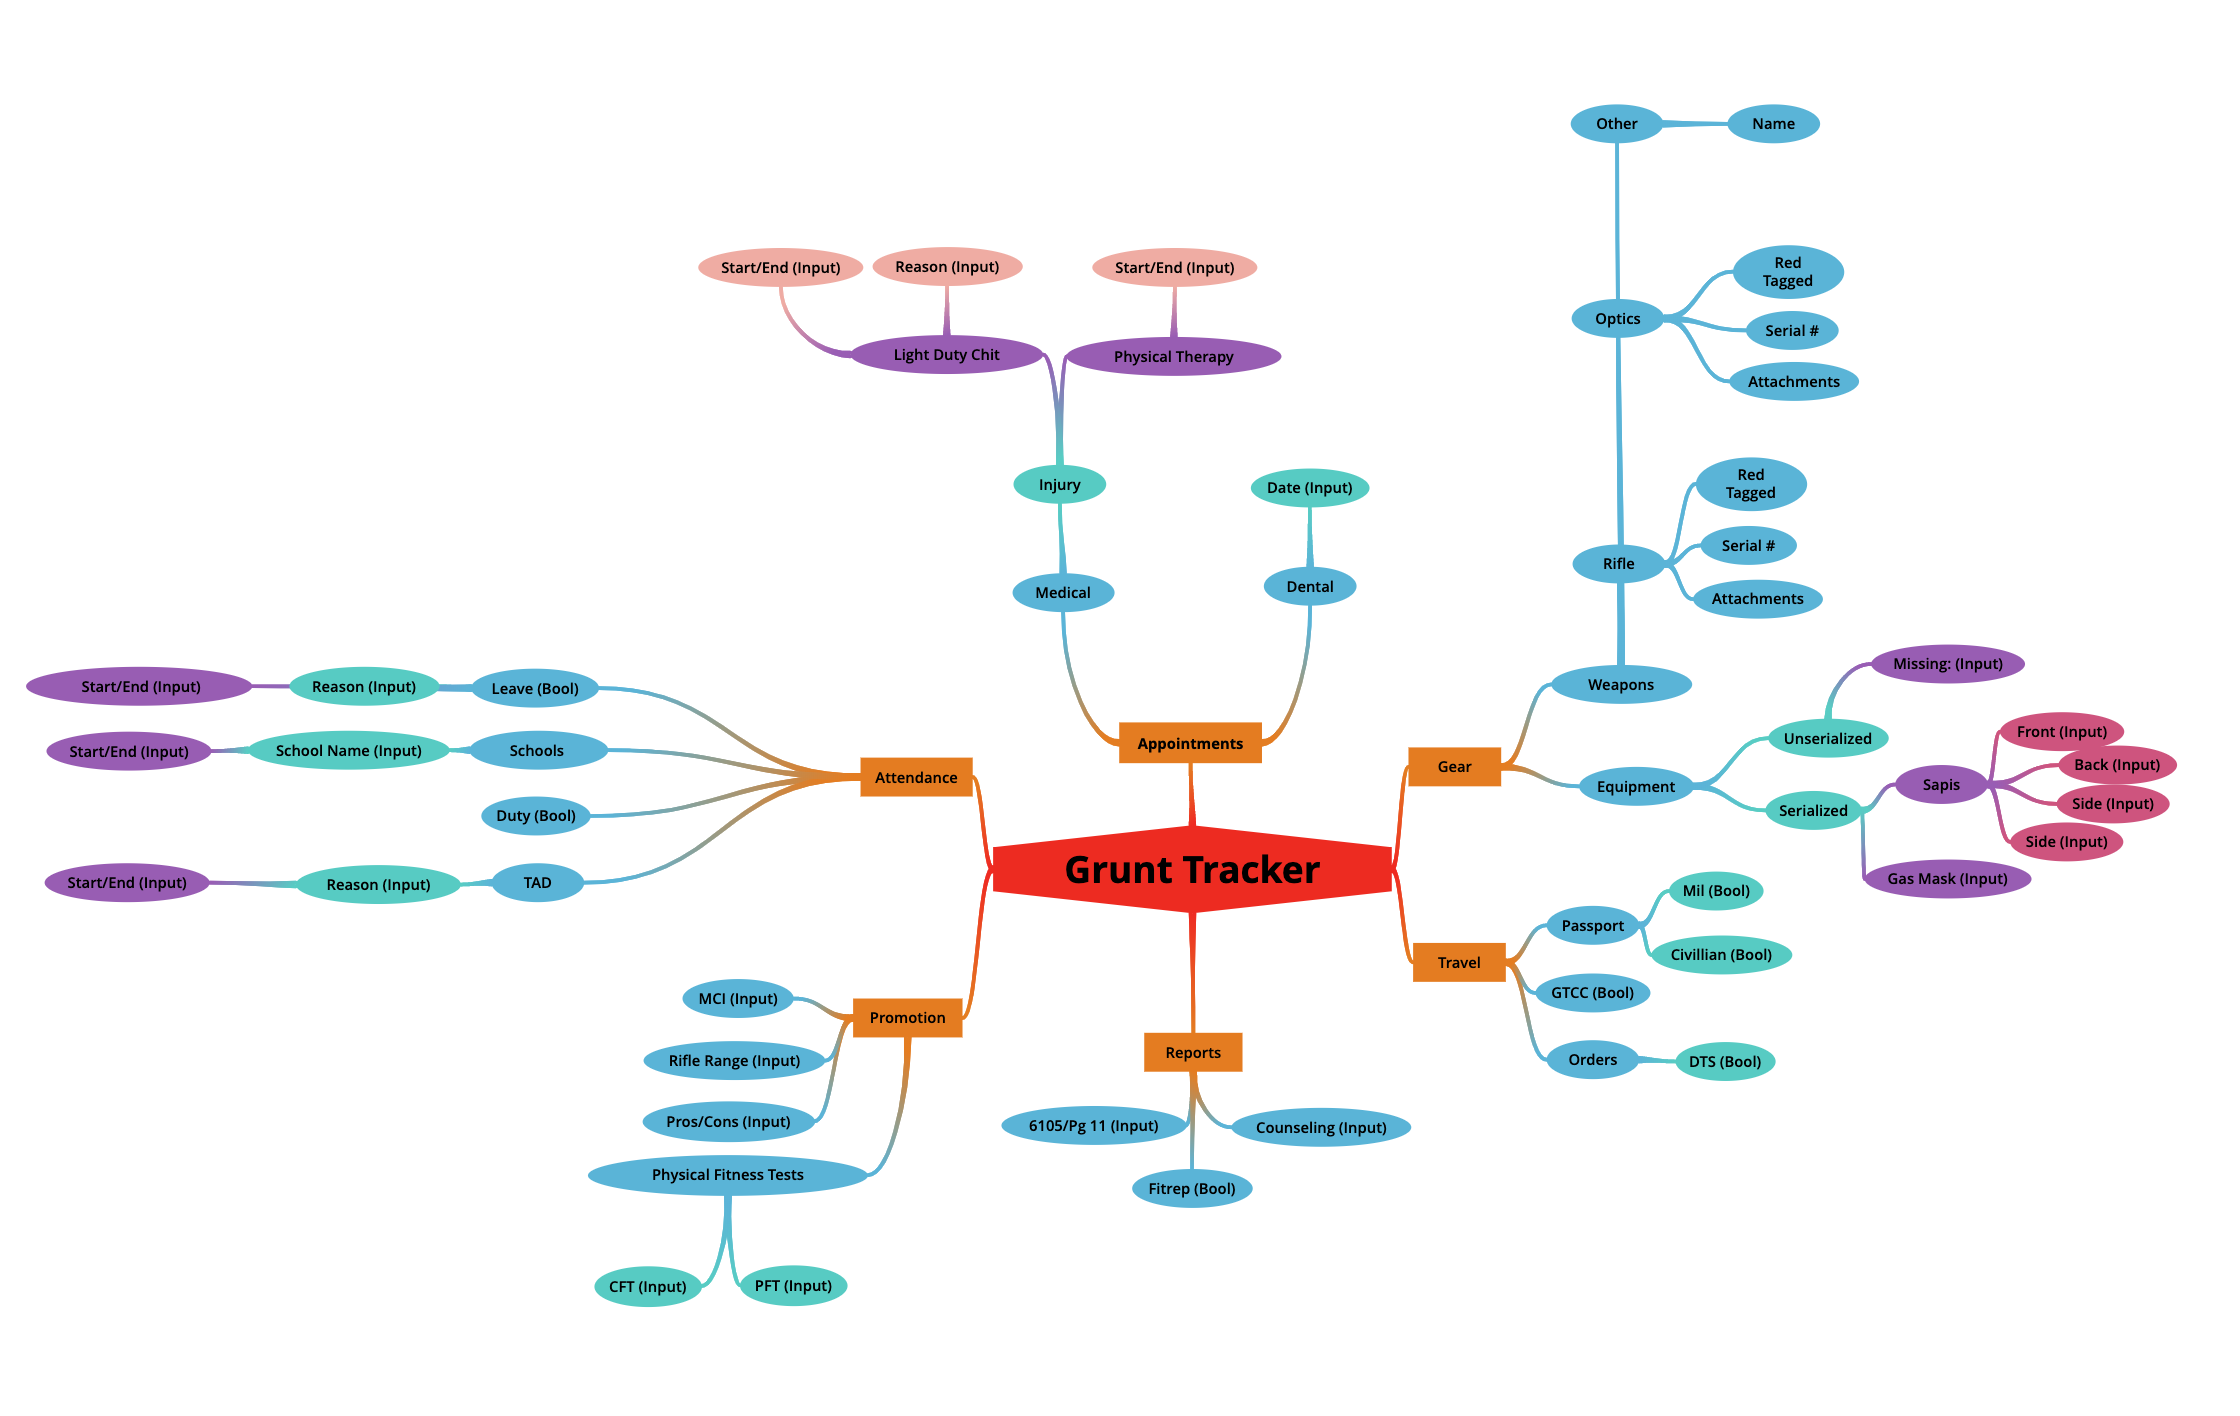 Other
Name
Red
Tagged
Optics
Serial #
Attachments
Start/End (Input)
Reason (Input)
Start/End (Input)
Light Duty Chit
Physical Therapy
Injury
Date (Input)
Medical
Dental
Red
Tagged
Serial #
Rifle
Attachments
Weapons
Missing: (Input)
Unserialized
Equipment
Serialized
Sapis
Front (Input)
Back (Input)
Side (Input)
Side (Input)
Gas Mask (Input)
Start/End (Input)
Reason (Input)
Leave (Bool)
Start/End (Input)
School Name (Input)
Schools
Duty (Bool)
Start/End (Input)
Reason (Input)
TAD
Attendance
Appointments
Gear
Grunt Tracker
Mil (Bool)
Passport
Civillian (Bool)
Travel
GTCC (Bool)
Orders
DTS (Bool)
MCI (Input)
Promotion
Rifle Range (Input)
Pros/Cons (Input)
Physical Fitness Tests
CFT (Input)
PFT (Input)
Reports
6105/Pg 11 (Input)
Counseling (Input)
Fitrep (Bool)